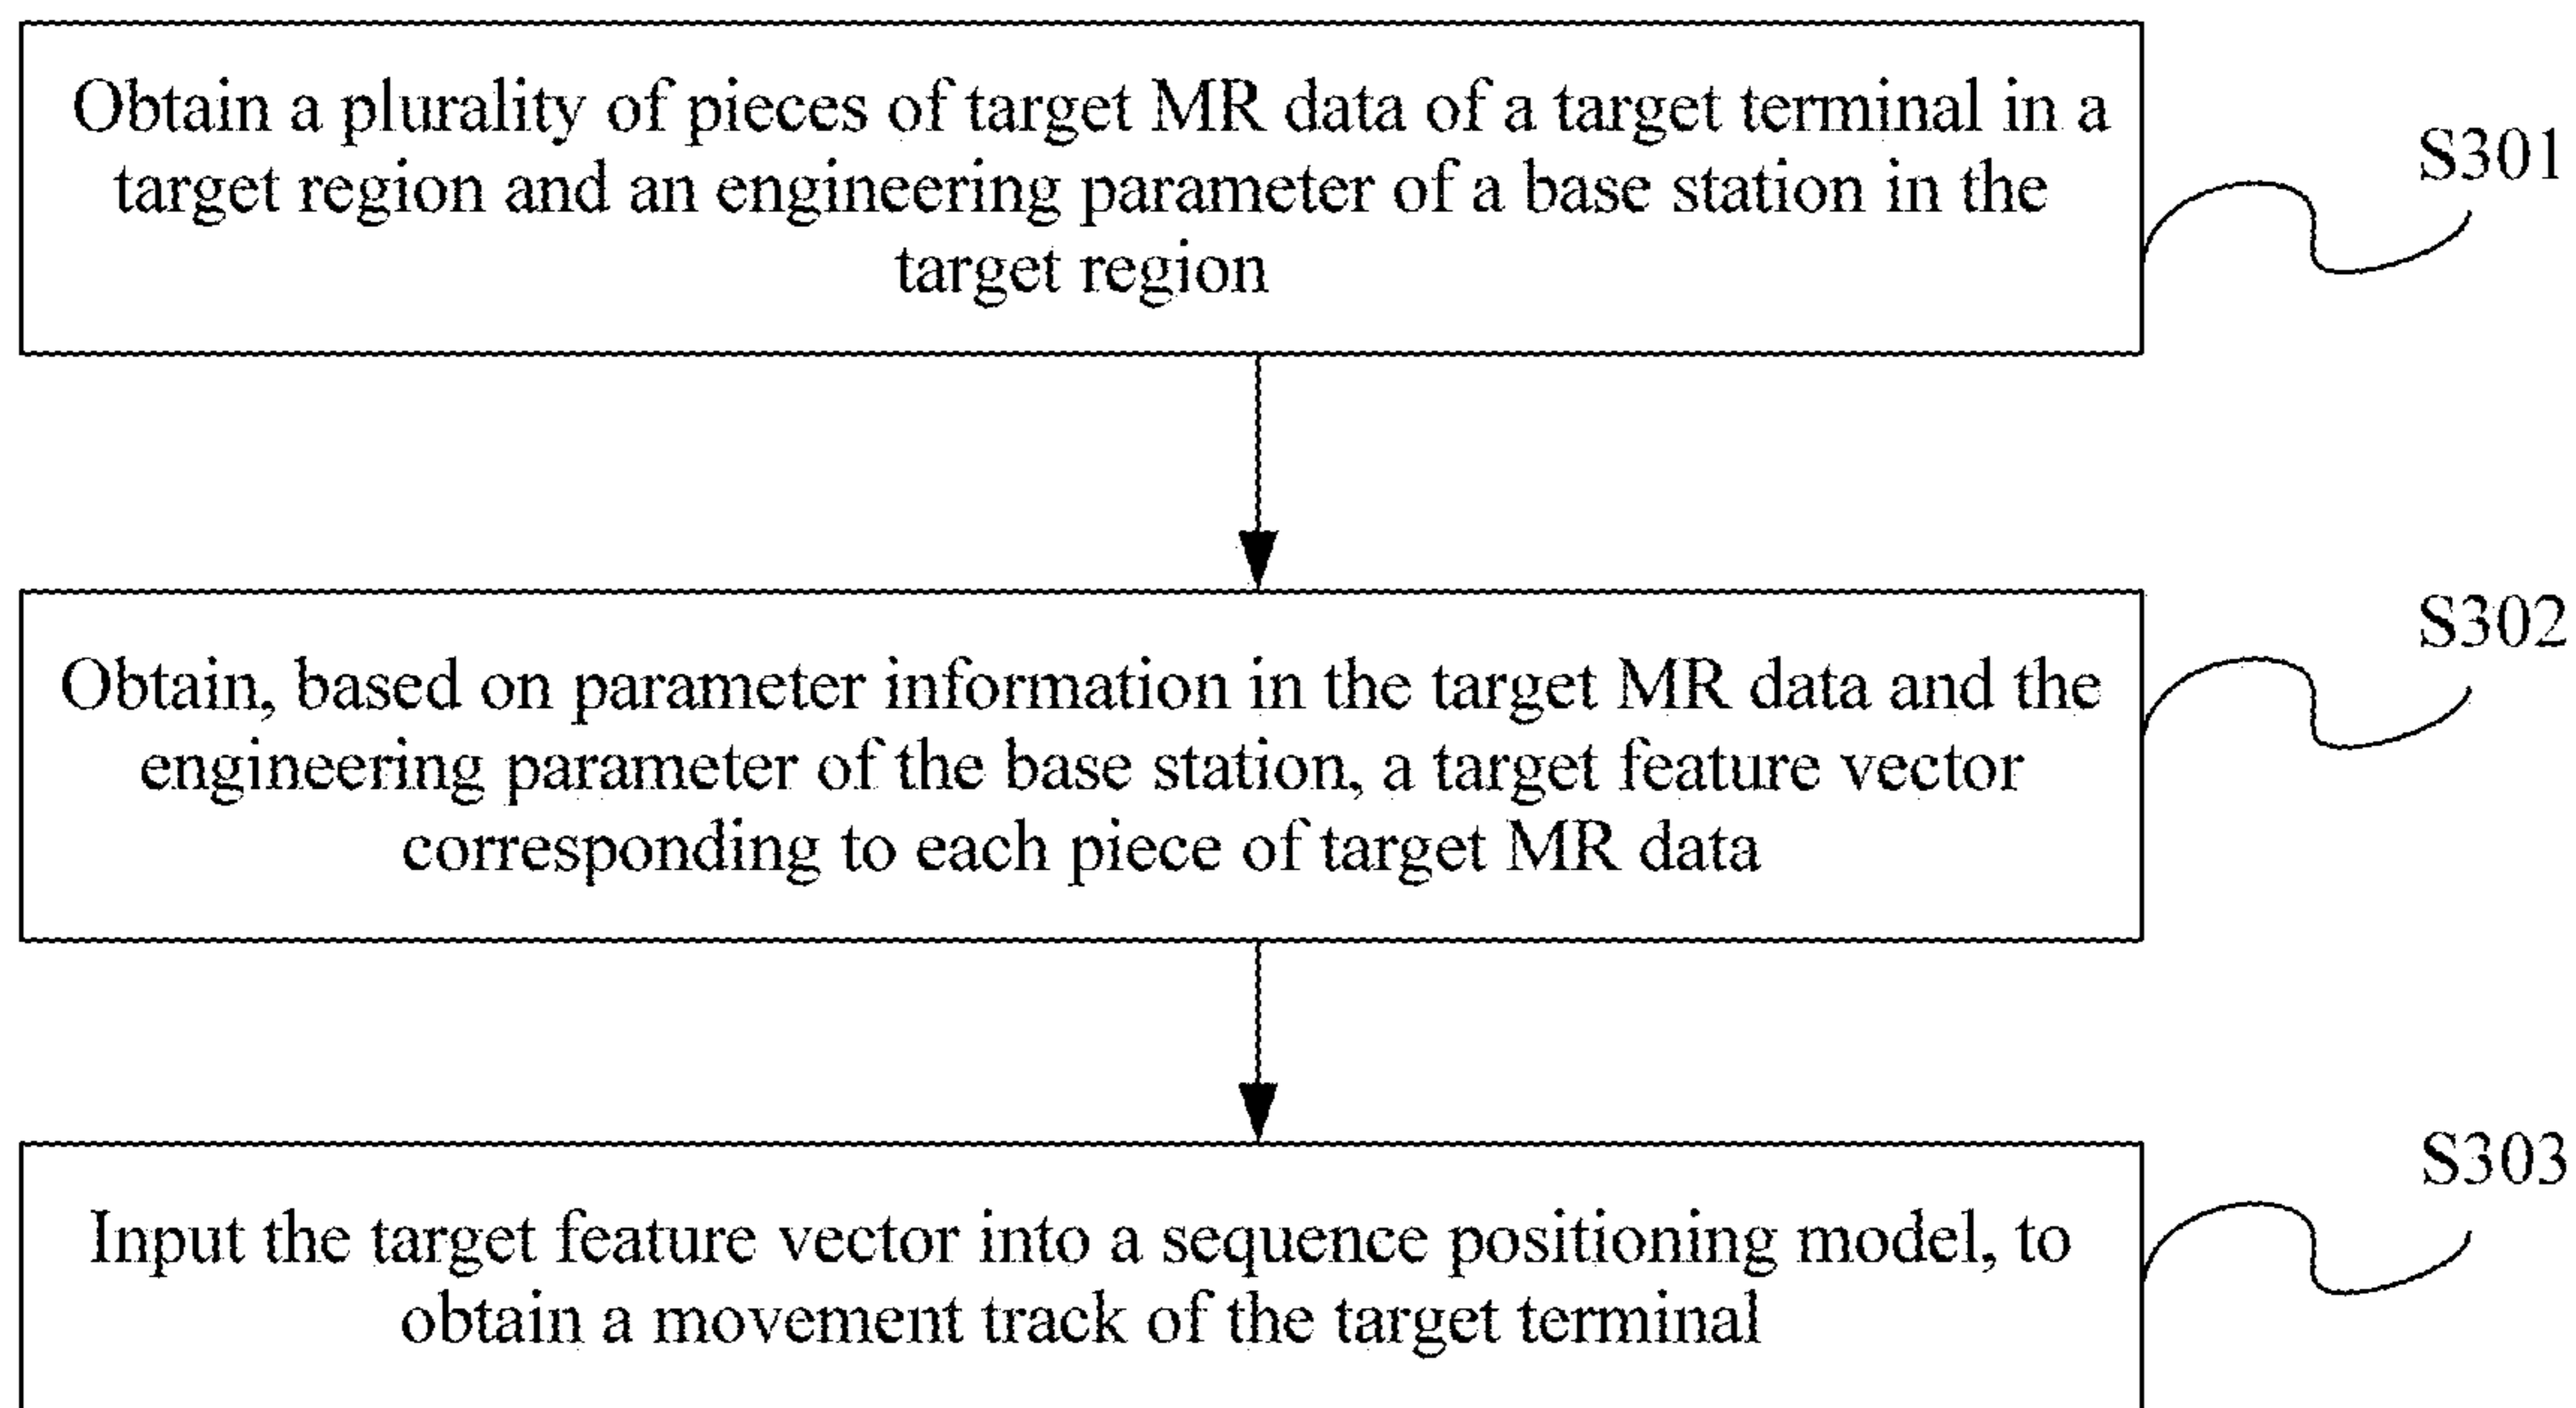 Obtain a plurality of pieces of target MR data of a target terminal in a
target region and an engineering parameter of a base station in the
target region
S301
Obtain, based on parameter information in the target MR data and the
engineering parameter of the base station, a target feature vector
corresponding to each piece of target MR data
S302
Input the target feature vector into a sequence positioning model, to
obtain a movement track of the target terminal
S303